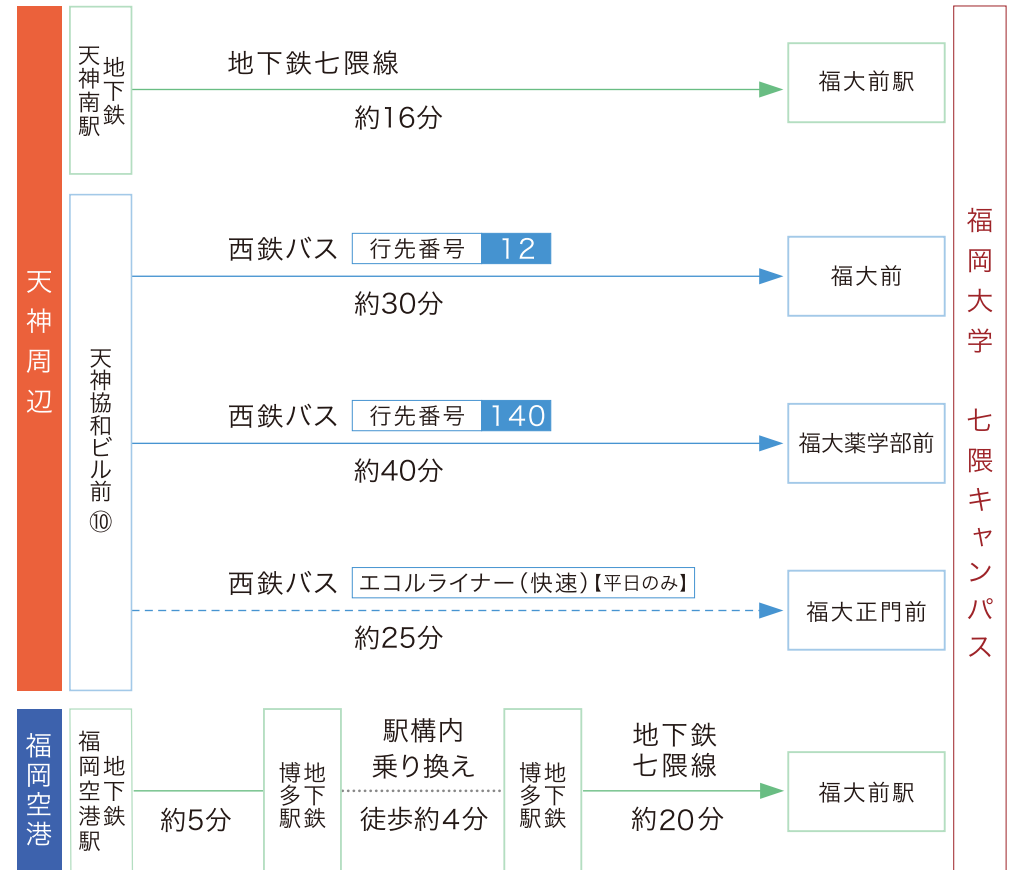 天神周辺
地下鉄
天神南駅
地下鉄七隈線
約16分
福大前駅
天神協和ビル前 ⑩
西鉄バス 行先番号 12
約30分
福大前
西鉄バス 行先番号 140
約40分
福大薬学部前
西鉄バス エコルライナー(快速)【平日のみ】
約25分
福大正門前
福岡空港
地下鉄
福岡空港駅
約5分
地下鉄
博多駅
駅構内
乗り換え
徒歩約4分
地下鉄
博多駅
地下鉄
七隈線
約20分
福大前駅
福岡大学 七隈キャンパス